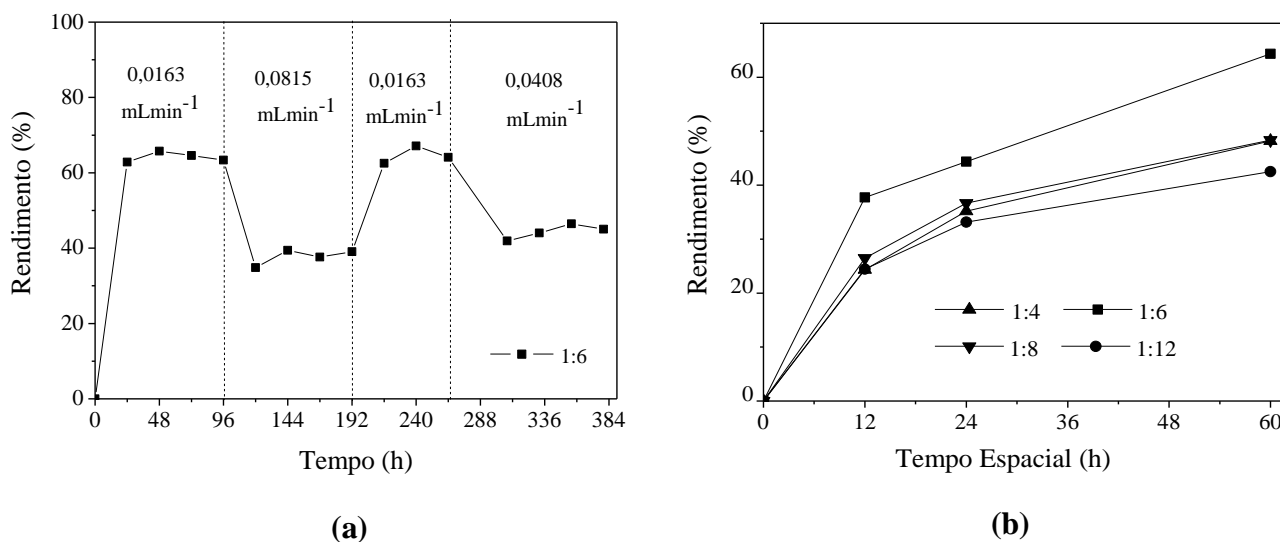 100
80
60
40
20
0
Rendimento (%)
0,0163
mLmin-1
0,0815
mLmin-1
0,0163
mLmin-1
0,0408
mLmin-1
1:6
0 48 96 144 192 240 288 336 384
Tempo (h)
(a)
60
40
20
0
Rendimento (%)
1:4 1:6
1:8 1:12
0 12 24 36 48 60
Tempo Espacial (h)
(b)